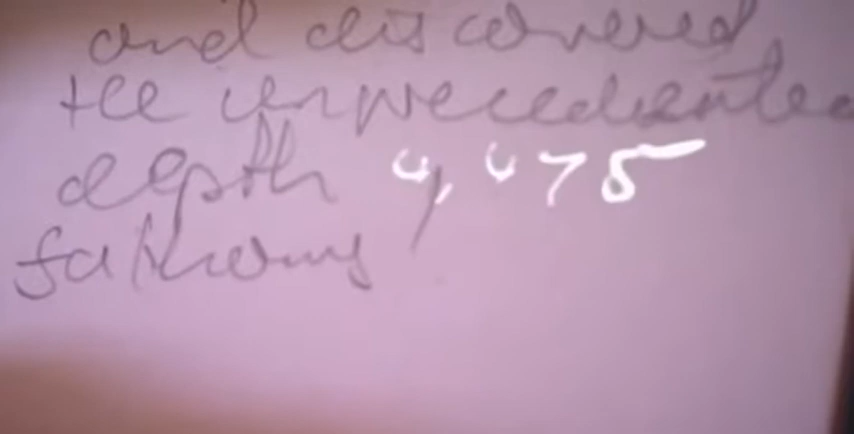 and discovered
the unprecedented
depth 4,475
fathoms